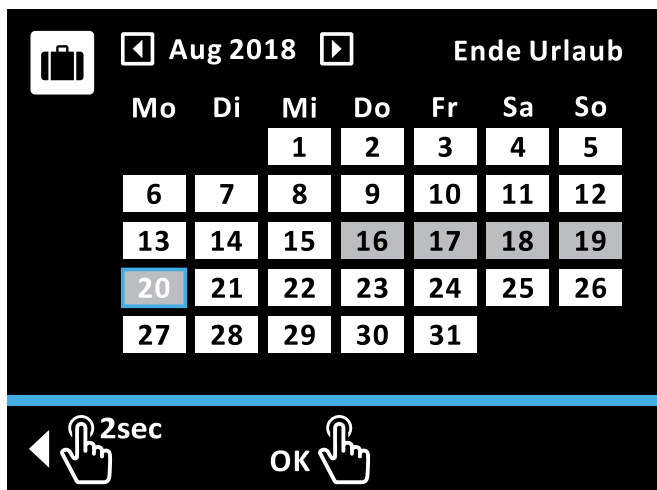 Aug 2018 Ende Urlaub
Mo Di Mi Do Fr Sa So
1 2 3 4 5
6 7 8 9 10 11 12
13 14 15 16 17 18 19
20 21 22 23 24 25 26
27 28 29 30 31
2sec
OK